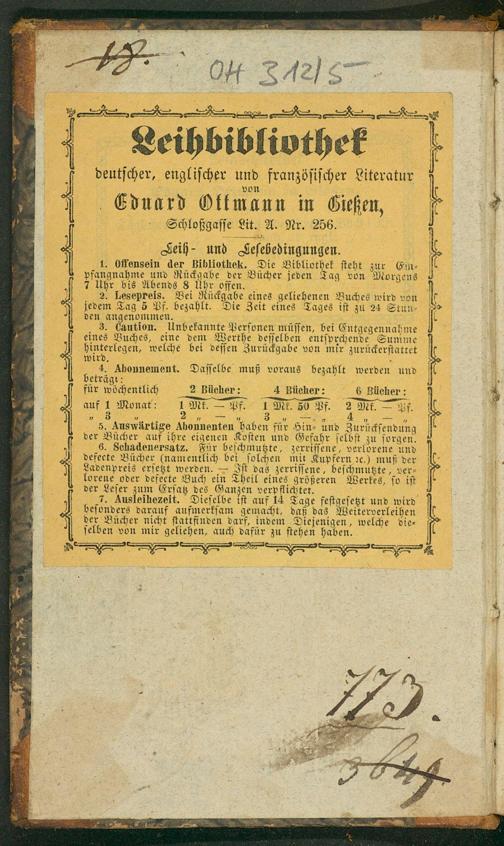 18.
OH 312/5
Leihbibliothek
deutscher, englischer und französischer Literatur
von
Eduard Ottmann in Gießen,
Schloßgasse Lit. A. Nr. 256.
Leih- und Lesebedingungen.
1. Offensein der Bibliothek. Die Bibliothek steht zur Em-
pfangnahme und Rückgabe der Bücher jeden Tag von Morgens
7 Uhr bis Abends 8 Uhr offen.
2. Lesepreis. Bei Rückgabe eines geliehenen Buches wird von
jedem Tag 5 Pf. bezahlt. Die Zeit eines Tages ist zu 24 Stun-
den angenommen.
3. Caution. Unbekannte Personen müssen, bei Entgegennahme
eines Buches, eine dem Werthe desselben entsprchende Summe
hinterlegen, welche bei dessen Zurückgabe von mir zurückerstattet
wird.
4. Abonnement. Dasselbe muß voraus bezahlt werden und
beträgt:
für wöchentlich 2 Bücher: 4 Bücher: 6 Bücher:
auf 1 Monat: 1 Mk. — Pf. 1 Mk. 50 Pf. 2 Mk. — Pf.
„ 3 „ 2 „ „ 3 „ — „ 4 „ — „
5. Auswärtige Abonnenten haben für Hin- und Zurücksendung
der Bücher auf ihre eigenen Kosten und Gefahr selbst zu sorgen.
6. Schadenersatz. Für beschmutzte, zerrissene, verlorene und
defecte Bücher (namentlich bei solchen mit Kupfern ꝛc.) muß der
Ladenpreis ersetzt werden. — Ist das zerrissene, beschmutzte, ver-
lorene oder defecte Buch ein Theil eines größeren Werkes, so ist
der Leser zum Ersatz des Ganzen verpflichtet.
7. Ausleihezeit. Dieselbe ist auf 14 Tage festgesetzt und wird
besonders darauf aufmerksam gemacht, daß das Weiterverleihen
der Bücher nicht stattfinden darf, indem Diejenigen, welche die-
selben von mir geliehen, auch dafür zu stehen haben.
773.
3649.